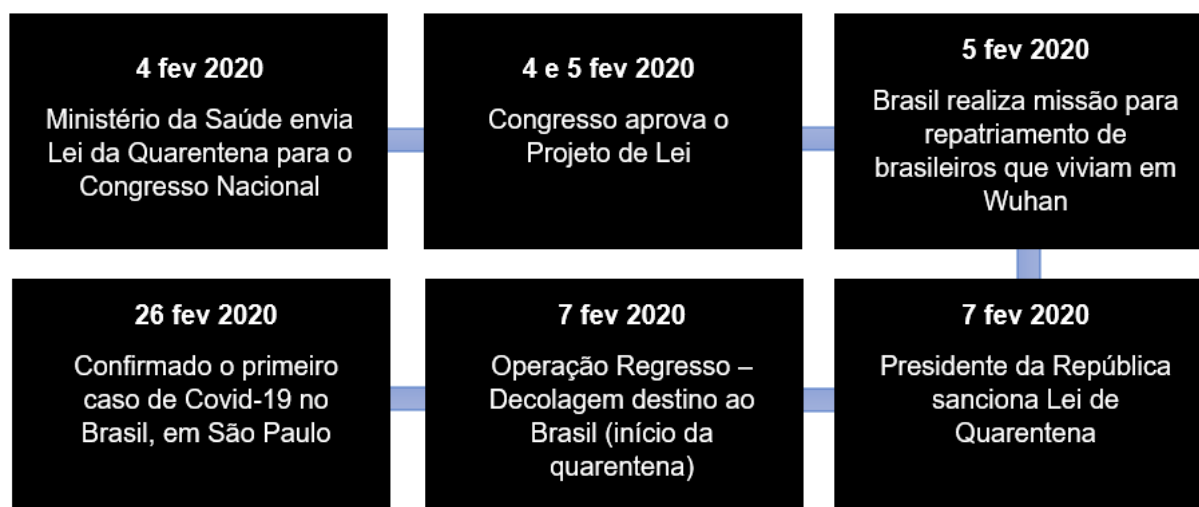 4 fev 2020
Ministério da Saúde envia
Lei da Quarentena para o
Congresso Nacional
4 e 5 fev 2020
Congresso aprova o
Projeto de Lei
5 fev 2020
Brasil realiza missão para
repatriamento de
brasileiros que viviam em
Wuhan
7 fev 2020
Presidente da República
sanciona Lei de
Quarentena
7 fev 2020
Operação Regresso –
Decolagem destino ao
Brasil (início da
quarentena)
26 fev 2020
Confirmado o primeiro
caso de Covid-19 no
Brasil, em São Paulo